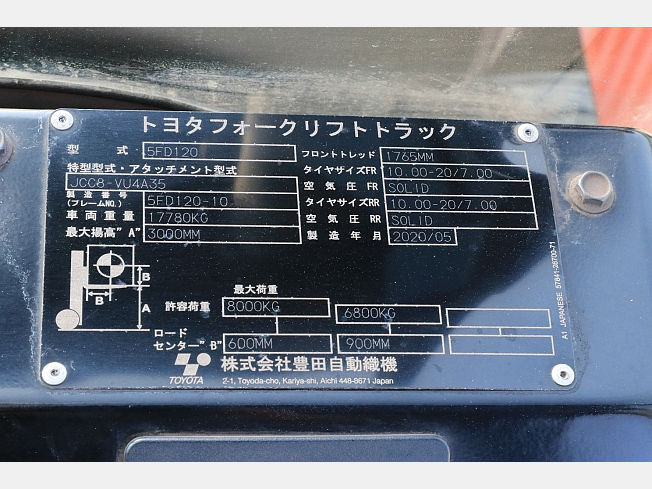 トヨタフォークリフトトラック
型 式 5FD120 フロントトレッド 1765MM
特型型式・アタッチメント型式 タイヤサイズFR 10.00-20/7.00
JCC8-VU4A35 空気圧 FR SOLID
製造番号(フレームNO.) 5FD120-10 タイヤサイズRR 10.00-20/7.00
車両重量 17780KG 空気圧 RR SOLID
最大揚高"A" 3000MM 製造年月 2020/05
B
B
A
最大荷重
許容荷重 8000KG 6800KG
ロードセンター"B" 600MM 900MM
TOYOTA 株式会社豊田自動織機
2-1, Toyoda-cho, Kariya-shi, Aichi 448-8671 Japan
A1 JAPANESE 57841-26700-71